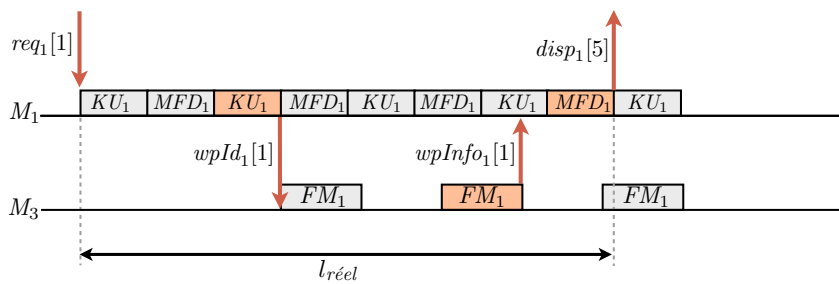 req₁[1]
disp₁[5]
M₁ KU₁ MFD₁ KU₁ MFD₁ KU₁ MFD₁ KU₁ MFD₁ KU₁
wpId₁[1]
wpInfo₁[1]
M₃ FM₁ FM₁ FM₁
l_réel